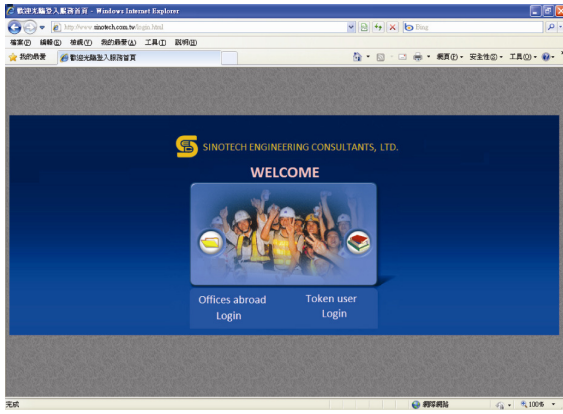 歡迎光臨登入服務首頁 - Windows Internet Explorer
http://www.sinotech.com.tw/login.html
Bing
檔案(F) 編輯(E) 檢視(V) 我的最愛(A) 工具(T) 說明(H)
我的最愛 歡迎光臨登入服務首頁
網頁(P) 安全性(S) 工具(O)
SINOTECH ENGINEERING CONSULTANTS, LTD.
WELCOME
Offices abroad Token user
Login Login
完成 網際網路 100%